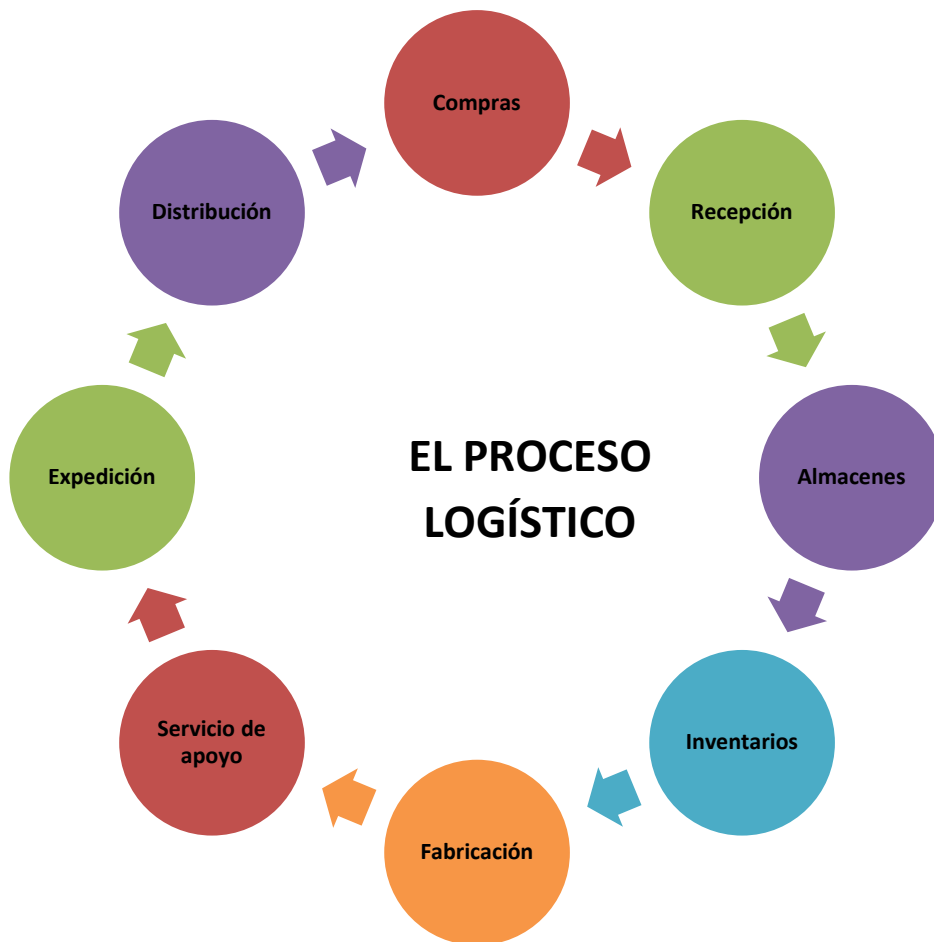 Compras
Recepción
Almacenes
Inventarios
Fabricación
Servicio de
apoyo
Expedición
Distribución
EL PROCESO
LOGÍSTICO